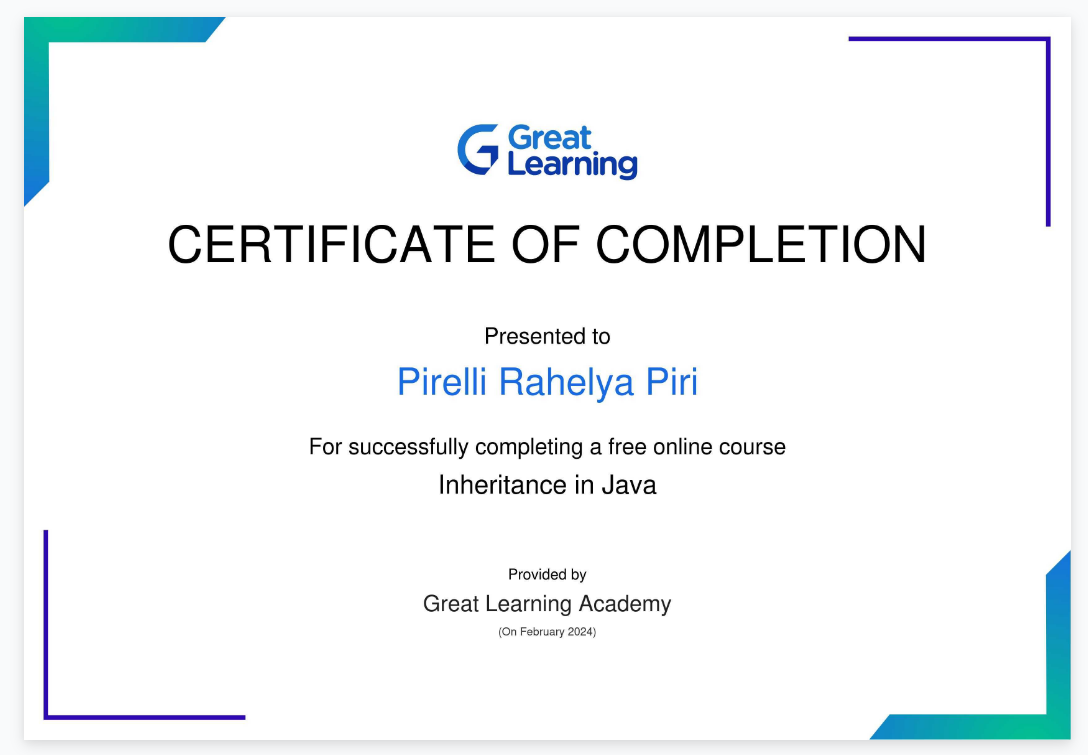 Great
Learning
CERTIFICATE OF COMPLETION
Presented to
Pirelli Rahelya Piri
For successfully completing a free online course
Inheritance in Java
Provided by
Great Learning Academy
(On February 2024)